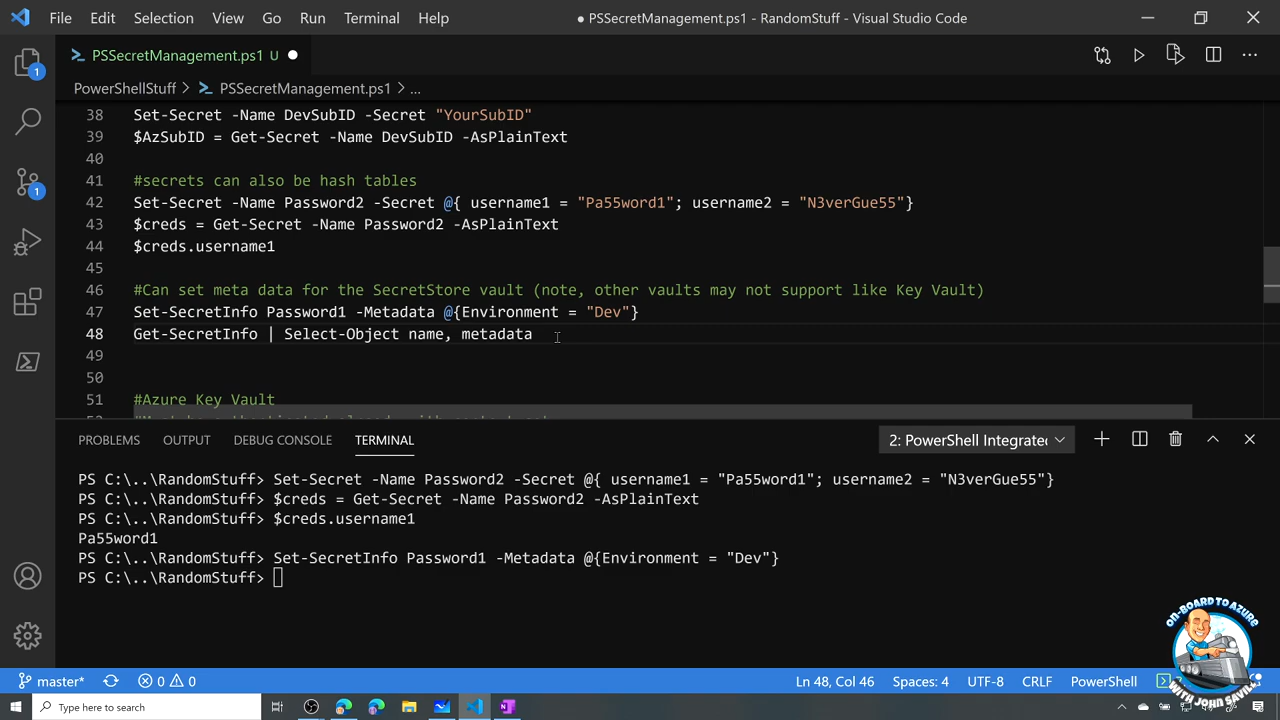 File Edit Selection View Go Run Terminal Help ● PSSecretManagement.ps1 - RandomStuff - Visual Studio Code
PSSecretManagement.ps1 U
PowerShellStuff > PSSecretManagement.ps1 > ...
38 Set-Secret -Name DevSubID -Secret "YourSubID"
39 $AzSubID = Get-Secret -Name DevSubID -AsPlainText
40
41 #secrets can also be hash tables
42 Set-Secret -Name Password2 -Secret @{ username1 = "Pa55word1"; username2 = "N3verGue55"}
43 $creds = Get-Secret -Name Password2 -AsPlainText
44 $creds.username1
45
46 #Can set meta data for the SecretStore vault (note, other vaults may not support like Key Vault)
47 Set-SecretInfo Password1 -Metadata @{Environment = "Dev"}
48 Get-SecretInfo | Select-Object name, metadata
49
50
51 #Azure Key Vault
PROBLEMS OUTPUT DEBUG CONSOLE TERMINAL 2: PowerShell Integrated
PS C:\..\RandomStuff> Set-Secret -Name Password2 -Secret @{ username1 = "Pa55word1"; username2 = "N3verGue55"}
PS C:\..\RandomStuff> $creds = Get-Secret -Name Password2 -AsPlainText
PS C:\..\RandomStuff> $creds.username1
Pa55word1
PS C:\..\RandomStuff> Set-SecretInfo Password1 -Metadata @{Environment = "Dev"}
PS C:\..\RandomStuff>
ON-BOARD TO AZURE
WITH JOHN
master* 0 0 Ln 48, Col 46 Spaces: 4 UTF-8 CRLF PowerShell
Type here to search